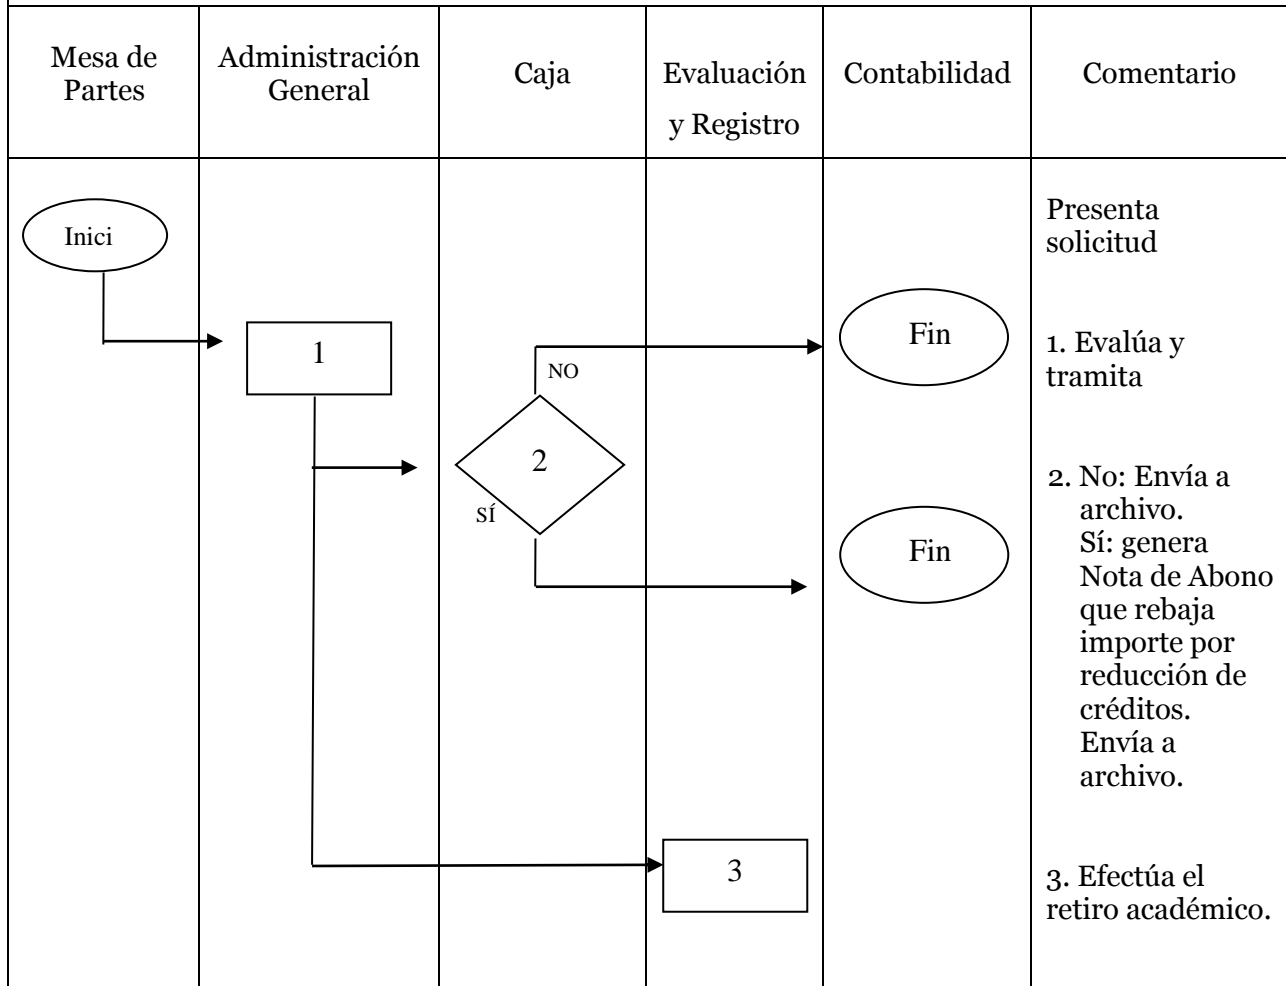 Mesa de
Partes
Administración
General
Caja
Evaluación
y Registro
Contabilidad
Comentario
Inici
Presenta
solicitud
Fin
1
1. Evalúa y
tramita
NO
2
SÍ
2. No: Envía a
archivo.
Sí: genera
Nota de Abono
que rebaja
importe por
reducción de
créditos.
Envía a
archivo.
Fin
3
3. Efectúa el
retiro académico.